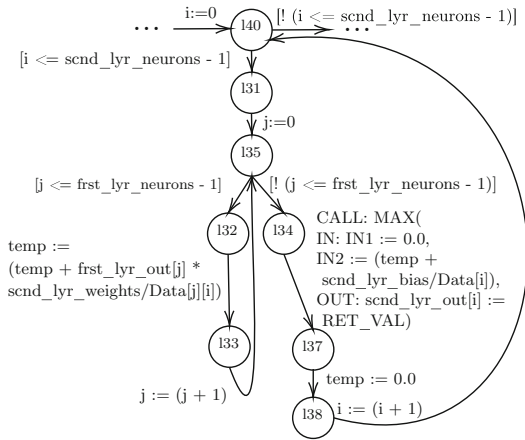 i:=0
[! (i <= scnd_lyr_neurons - 1)]
... l40 ...
[i <= scnd_lyr_neurons - 1]
l31
j:=0
l35
[j <= frst_lyr_neurons - 1]
[! (j <= frst_lyr_neurons - 1)]
l32
l34
temp :=
(temp + frst_lyr_out[j] *
scnd_lyr_weights/Data[j][i])
CALL: MAX(
IN: IN1 := 0.0,
IN2 := (temp +
scnd_lyr_bias/Data[i]),
OUT: scnd_lyr_out[i] :=
RET_VAL)
l33
l37
j := (j + 1)
temp := 0.0
l38
i := (i + 1)